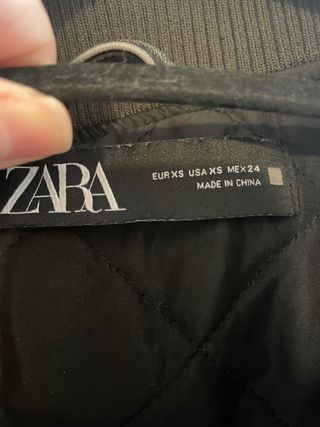 ZARA
EUR XS USA XS MEX 24
MADE IN CHINA